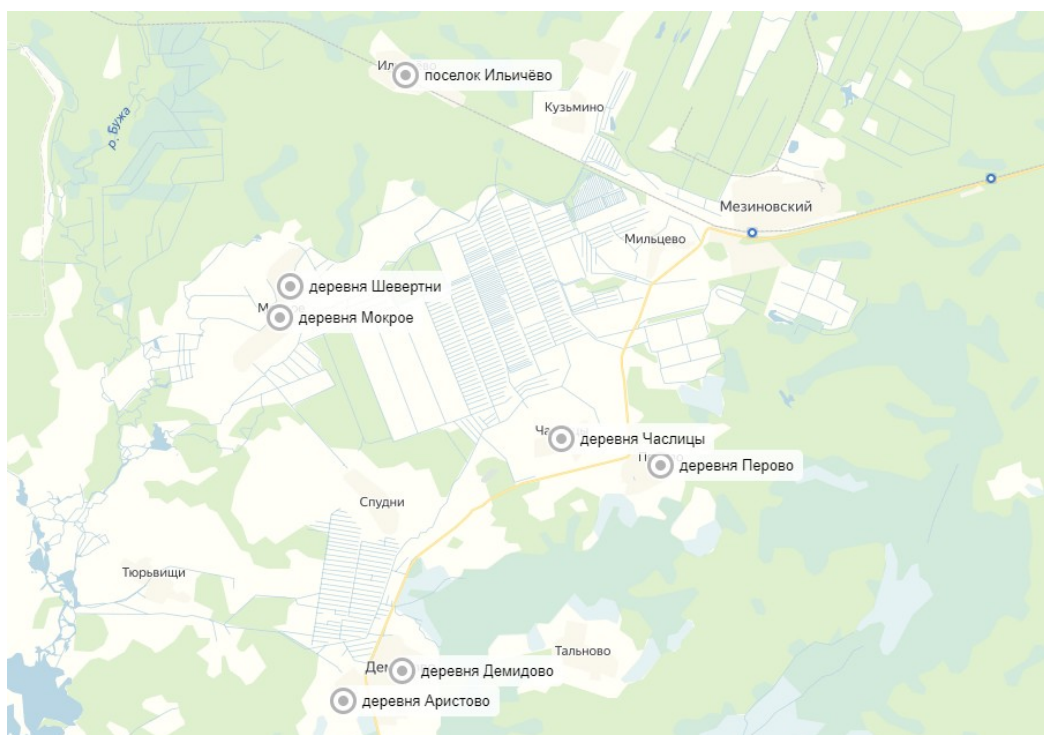 поселок Ильичёво
Кузьмино
р. Бужа
Мезиновский
Мильцево
деревня Шевертни
деревня Мокрое
деревня Часлицы
деревня Перово
Спудни
Тюрьвищи
Тальново
деревня Демидово
деревня Аристово